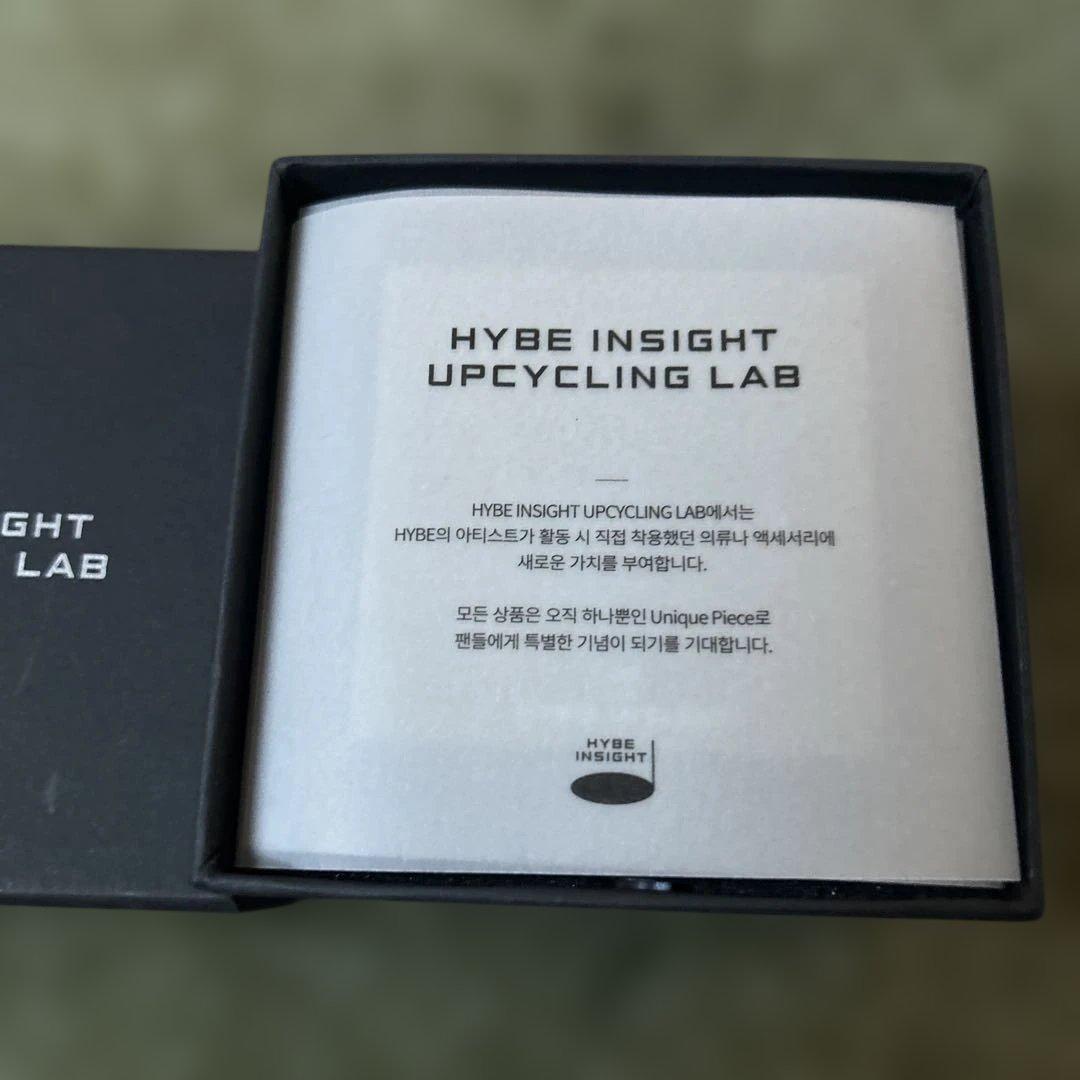 HYBE INSIGHT
UPCYCLING LAB
HYBE INSIGHT UPCYCLING LAB에서는
HYBE의 아티스트가 활동 시 직접 착용했던 의류나 액세서리에
새로운 가치를 부여합니다.
모든 상품은 오직 하나뿐인 Unique Piece로
팬들에게 특별한 기념이 되기를 기대합니다.
HYBE
INSIGHT
GHT
LAB